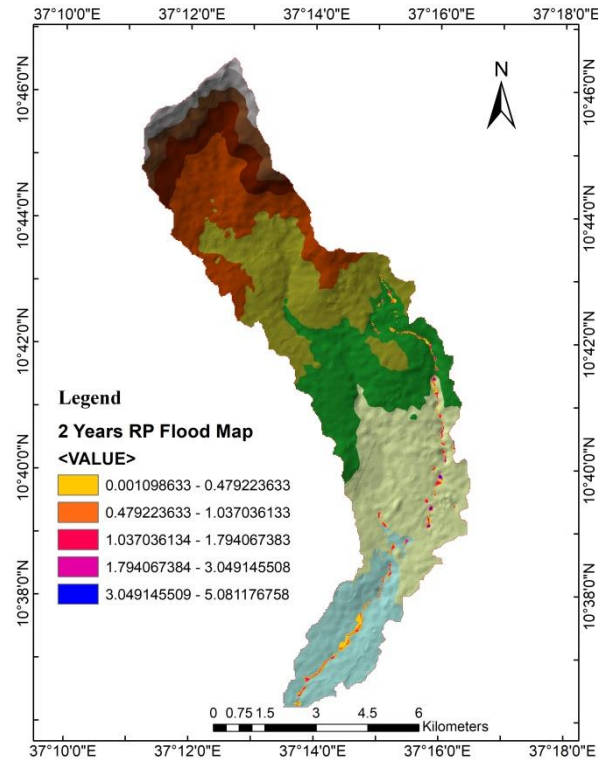 37°10'0"E 37°12'0"E 37°14'0"E 37°16'0"E 37°18'0"E
N
10°46'0"N 10°46'0"N
10°44'0"N 10°44'0"N
10°42'0"N 10°42'0"N
10°40'0"N 10°40'0"N
10°38'0"N 10°38'0"N
Legend
2 Years RP Flood Map
<VALUE>
0.001098633 - 0.479223633
0.479223633 - 1.037036133
1.037036134 - 1.794067383
1.794067384 - 3.049145508
3.049145509 - 5.081176758
0 0.75 1.5 3 4.5 6
Kilometers
37°10'0"E 37°12'0"E 37°14'0"E 37°16'0"E 37°18'0"E